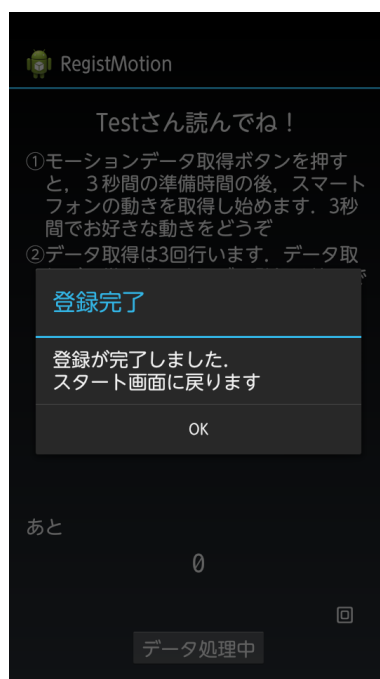 RegistMotion
Testさん読んでね！
①モーションデータ取得ボタンを押す
と，３秒間の準備時間の後，スマート
フォンの動きを取得し始めます．3秒
間でお好きな動きをどうぞ
②データ取得は3回行います．データ取
登録完了
登録が完了しました．
スタート画面に戻ります
OK
あと
0
回
データ処理中